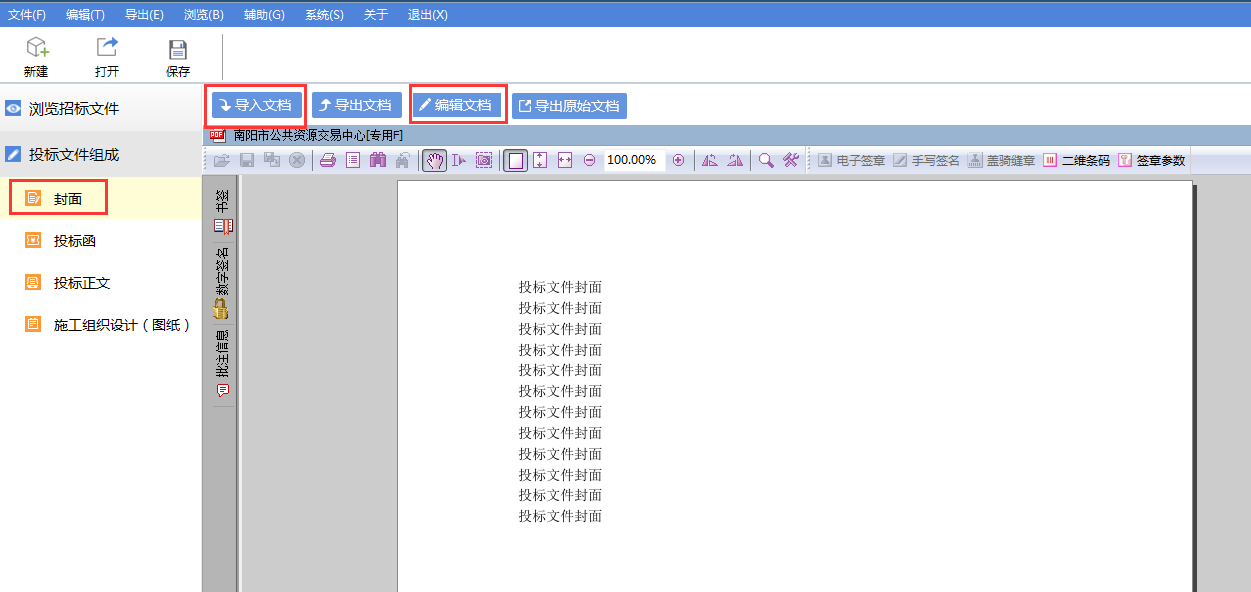 文件(F) 编辑(T) 导出(E) 浏览(B) 辅助(G) 系统(S) 关于 退出(X)
新建 打开 保存
浏览招标文件
投标文件组成
封面
投标函
投标正文
施工组织设计（图纸）
导入文档 导出文档 编辑文档 导出原始文档
PDF 南阳市公共资源交易中心[专用F]
100.00% 电子签章 手写签名 盖骑缝章 二维条码 签章参数
书签
数字签名
批注信息
投标文件封面
投标文件封面
投标文件封面
投标文件封面
投标文件封面
投标文件封面
投标文件封面
投标文件封面
投标文件封面
投标文件封面
投标文件封面
投标文件封面